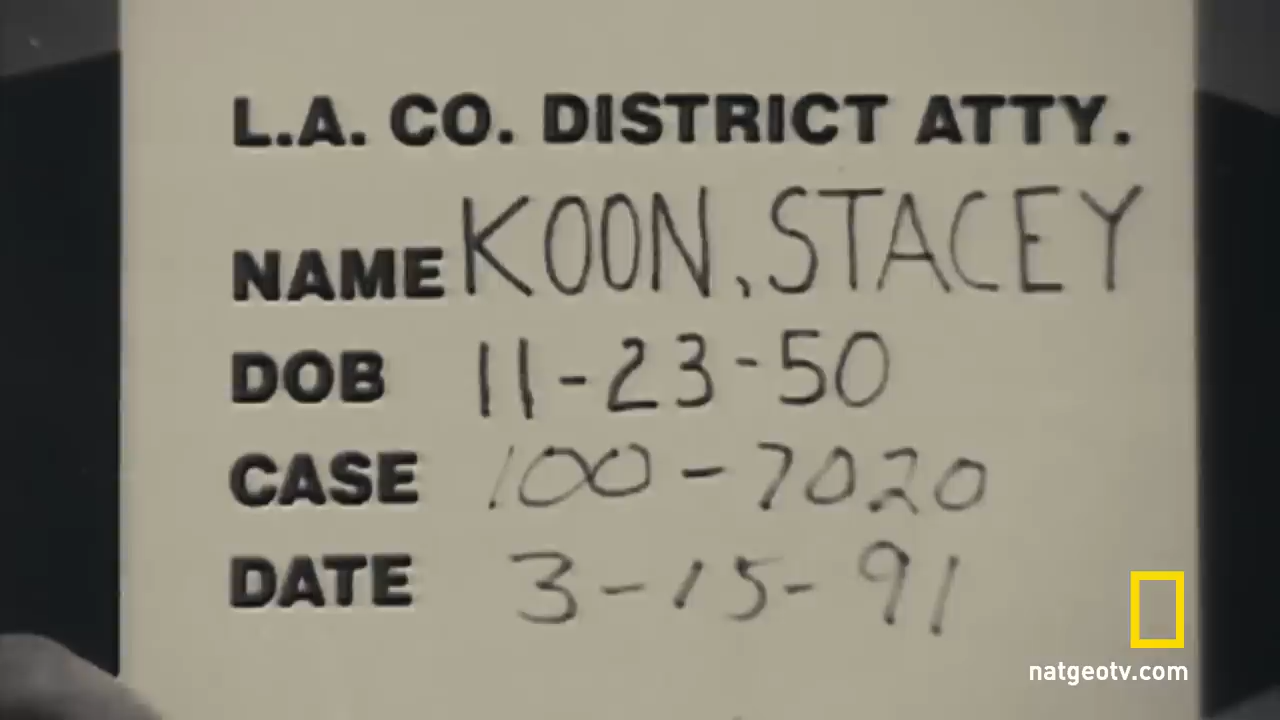 L.A. CO. DISTRICT ATTY.
NAME KOON, STACEY
DOB 11-23-50
CASE 100-7020
DATE 3-15-91
natgeotv.com